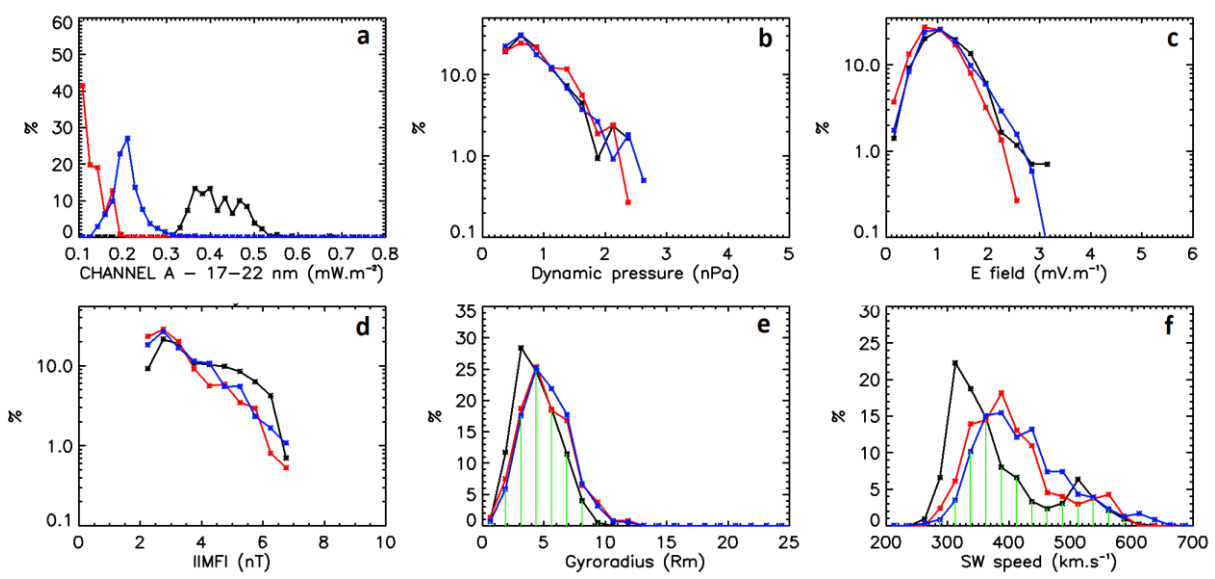 60
50
40
30
20
10
0
%
a
0.1 0.2 0.3 0.4 0.5 0.6 0.7 0.8
CHANNEL A – 17–22 nm (mW.m⁻²)
10.0
1.0
0.1
%
b
0 1 2 3 4 5
Dynamic pressure (nPa)
10.0
1.0
0.1
%
c
0 1 2 3 4 5 6
E field (mV.m⁻¹)
10.0
1.0
0.1
%
d
0 2 4 6 8 10
IIMFI (nT)
35
30
25
20
15
10
5
0
%
e
0 5 10 15 20 25
Gyroradius (Rm)
30
25
20
15
10
5
0
%
f
200 300 400 500 600 700
SW speed (km.s⁻¹)